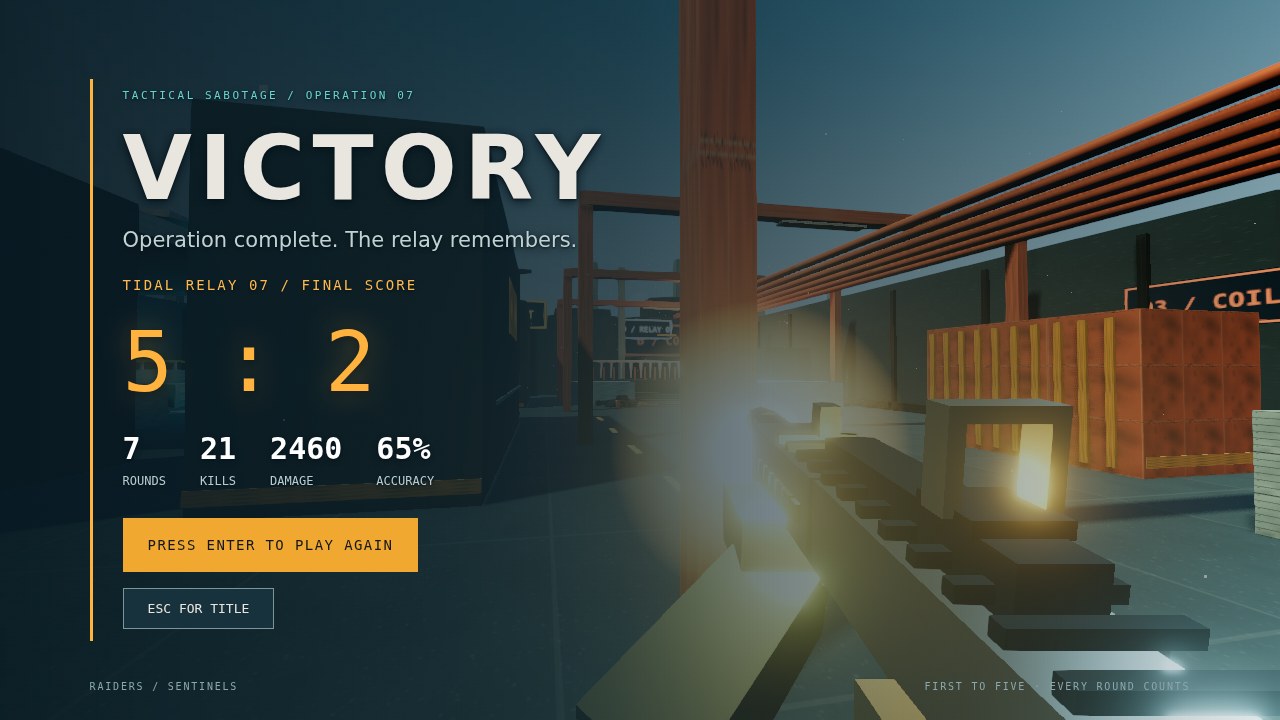 TACTICAL SABOTAGE / OPERATION 07
VICTORY
Operation complete. The relay remembers.
TIDAL RELAY 07 / FINAL SCORE
5 : 2
7 21 2460 65%
ROUNDS KILLS DAMAGE ACCURACY
PRESS ENTER TO PLAY AGAIN
ESC FOR TITLE
/ COIL
/ RELAY
RAIDERS / SENTINELS
FIRST TO FIVE · EVERY ROUND COUNTS